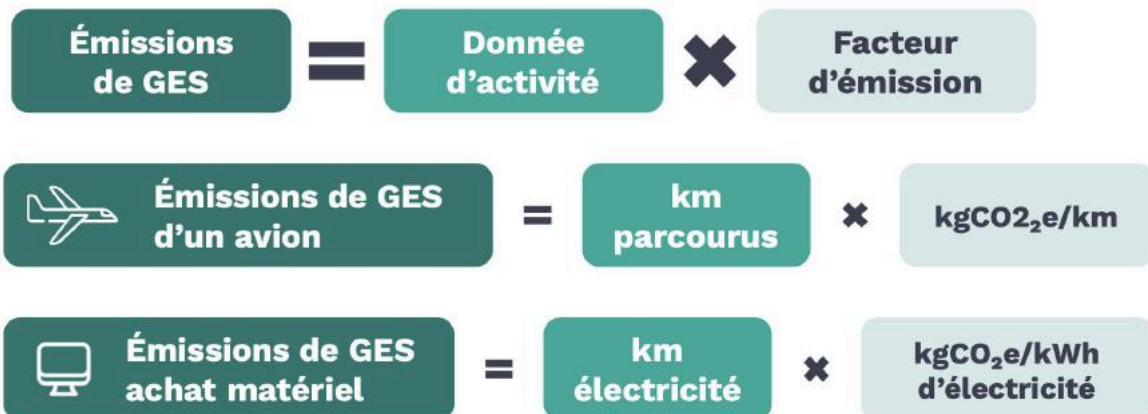 Émissions de GES = Donnée d'activité ✖ Facteur d'émission
Émissions de GES d'un avion = km parcourus ✖ kgCO2₂e/km
Émissions de GES achat matériel = km électricité ✖ kgCO₂e/kWh d'électricité